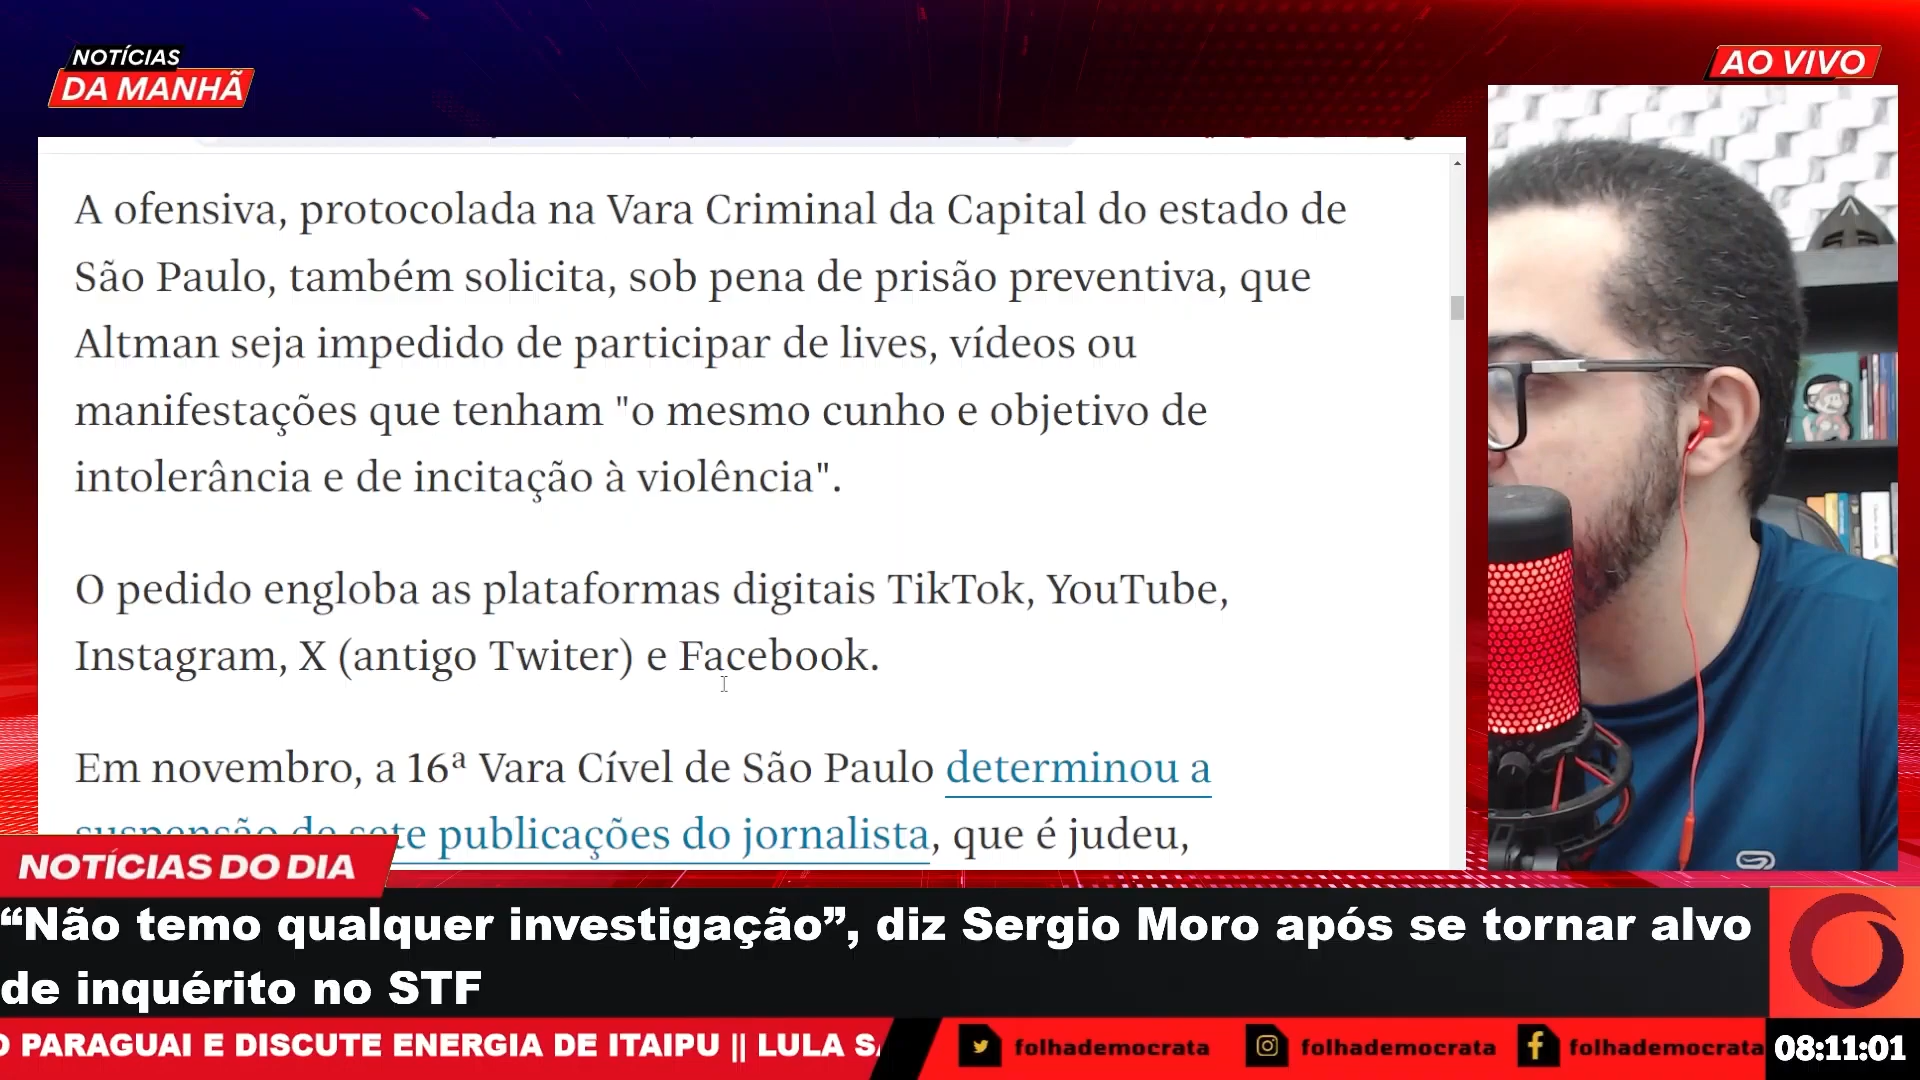 NOTÍCIAS
DA MANHÃ
AO VIVO
A ofensiva, protocolada na Vara Criminal da Capital do estado de
São Paulo, também solicita, sob pena de prisão preventiva, que
Altman seja impedido de participar de lives, vídeos ou
manifestações que tenham "o mesmo cunho e objetivo de
intolerância e de incitação à violência".
O pedido engloba as plataformas digitais TikTok, YouTube,
Instagram, X (antigo Twiter) e Facebook.
Em novembro, a 16ª Vara Cível de São Paulo determinou a
suspensão de sete publicações do jornalista, que é judeu,
NOTÍCIAS DO DIA
“Não temo qualquer investigação”, diz Sergio Moro após se tornar alvo
de inquérito no STF
O PARAGUAI E DISCUTE ENERGIA DE ITAIPU || LULA
folhademocrata
folhademocrata
folhademocrata
08:11:01